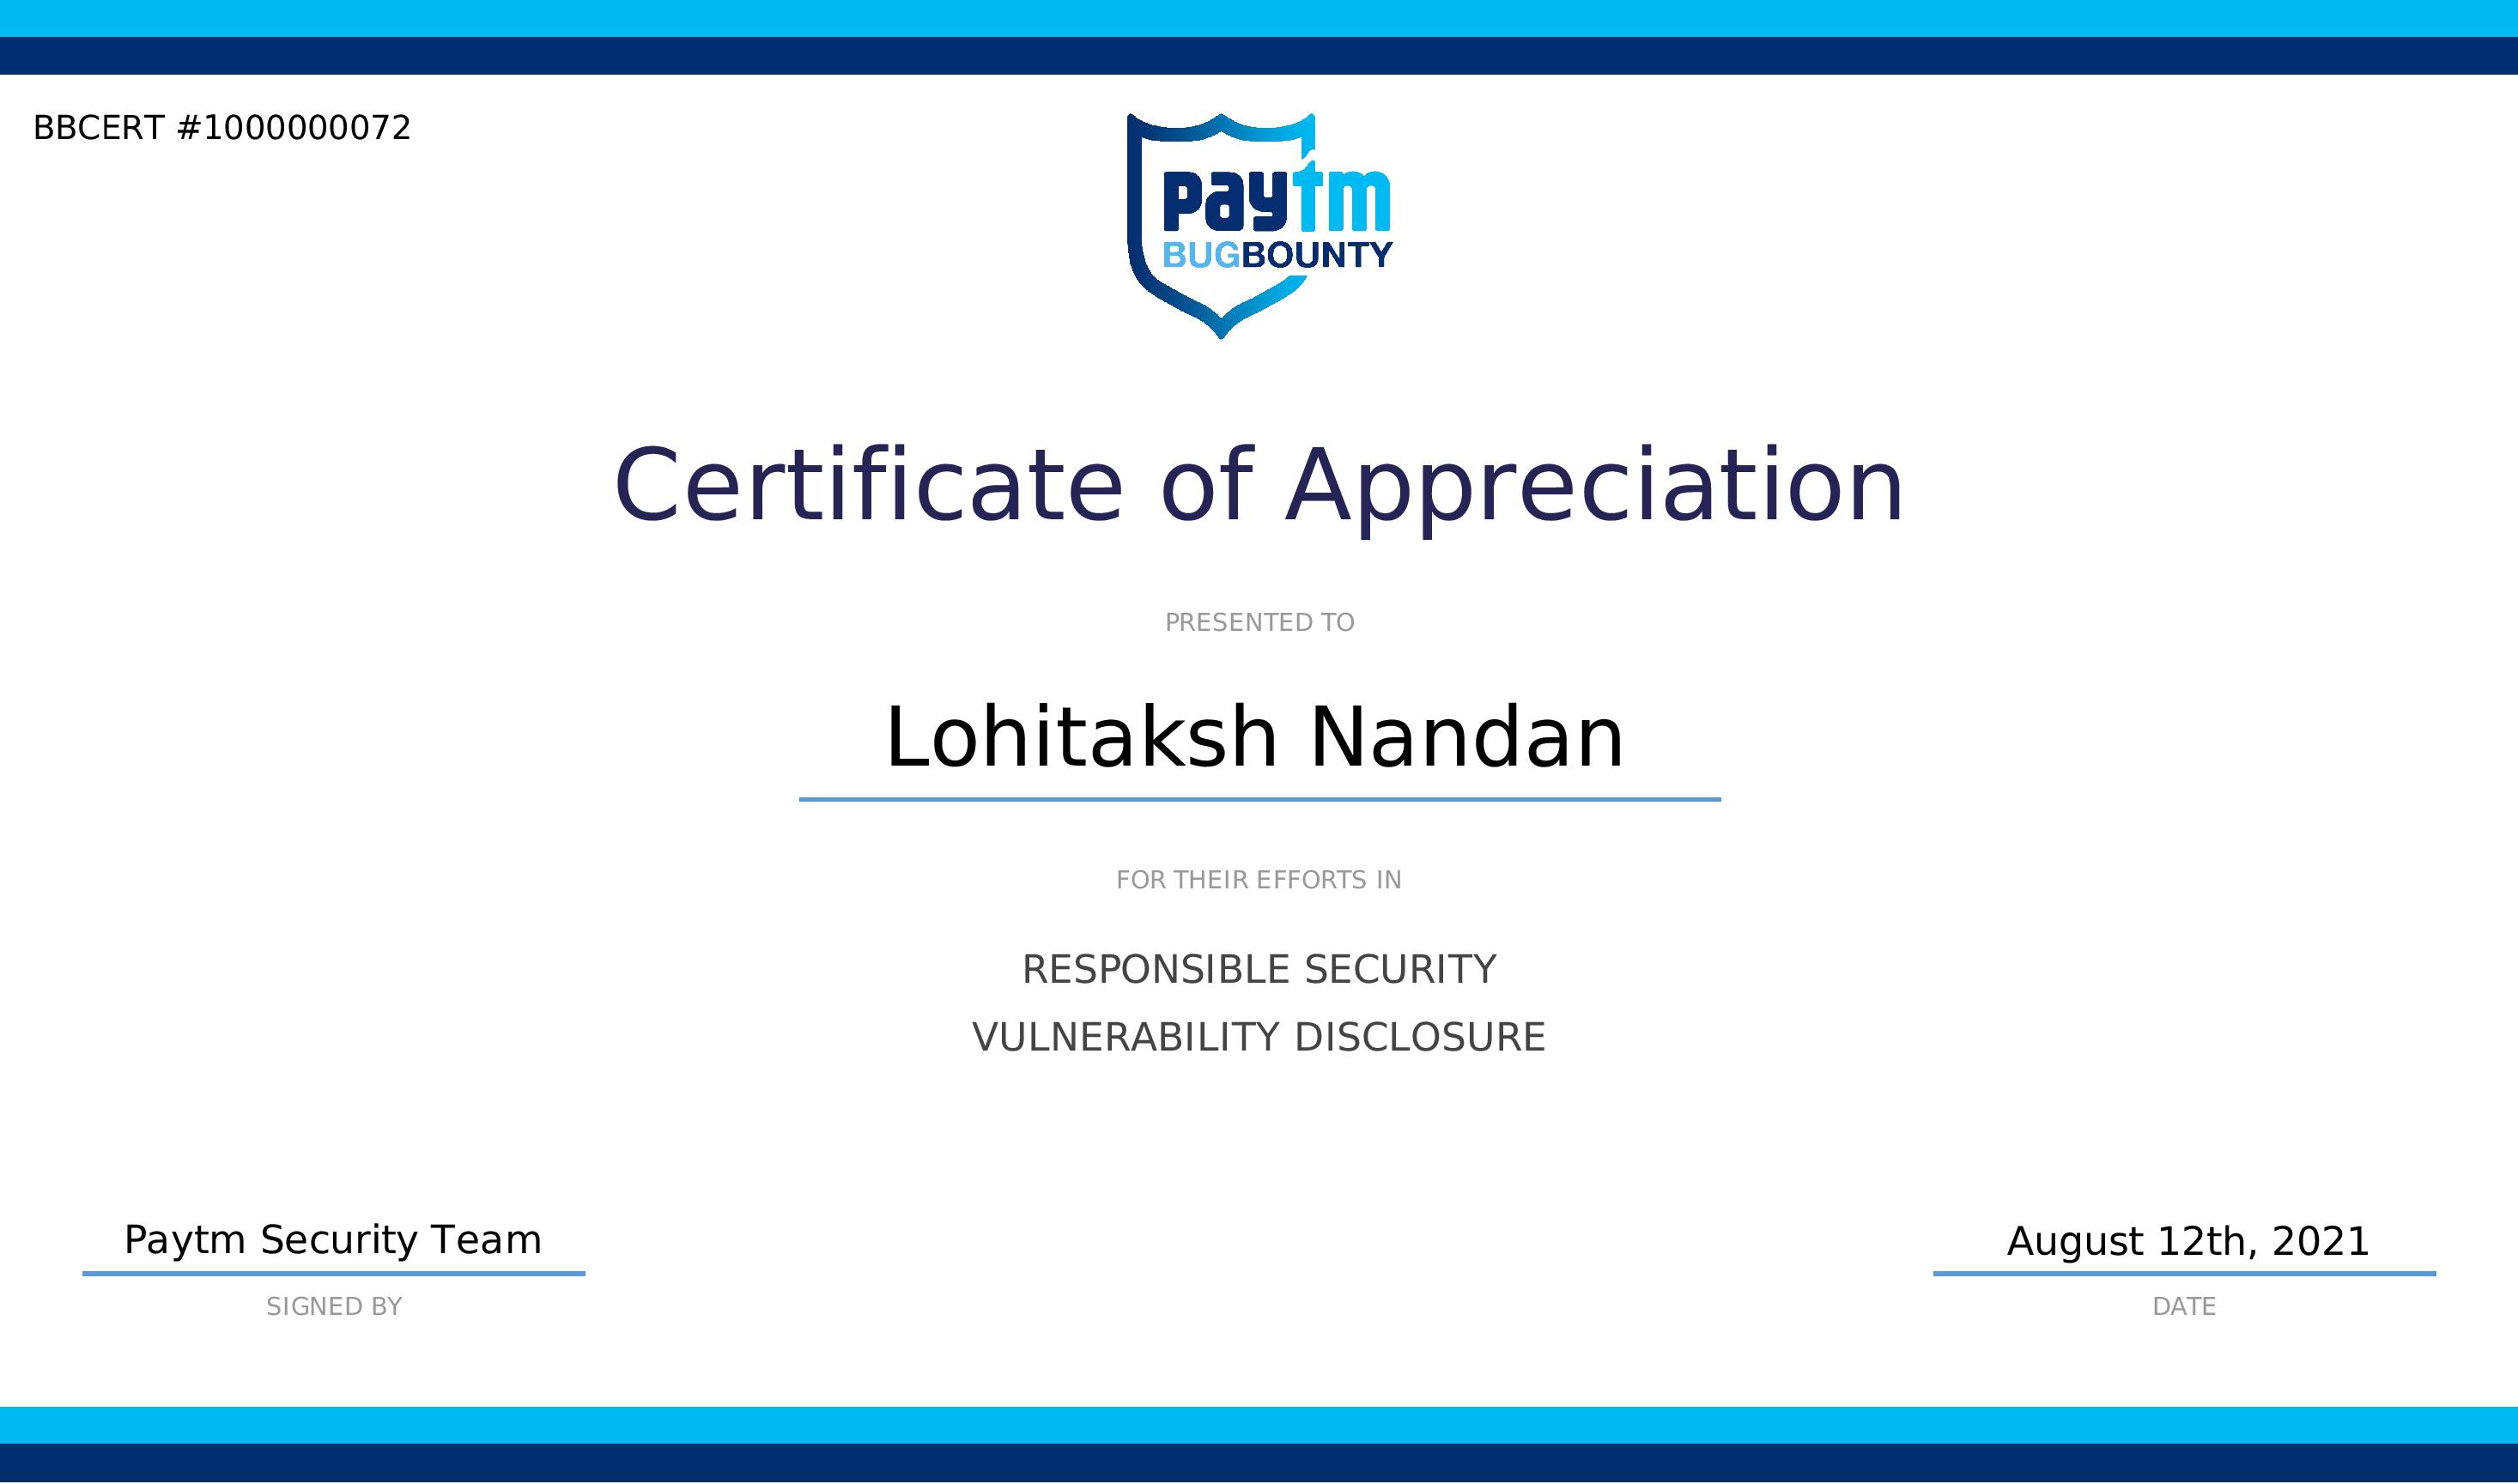 BBCERT #1000000072
paytm
BUGBOUNTY
Certificate of Appreciation
PRESENTED TO
Lohitaksh Nandan
FOR THEIR EFFORTS IN
RESPONSIBLE SECURITY
VULNERABILITY DISCLOSURE
Paytm Security Team
SIGNED BY
August 12th, 2021
DATE